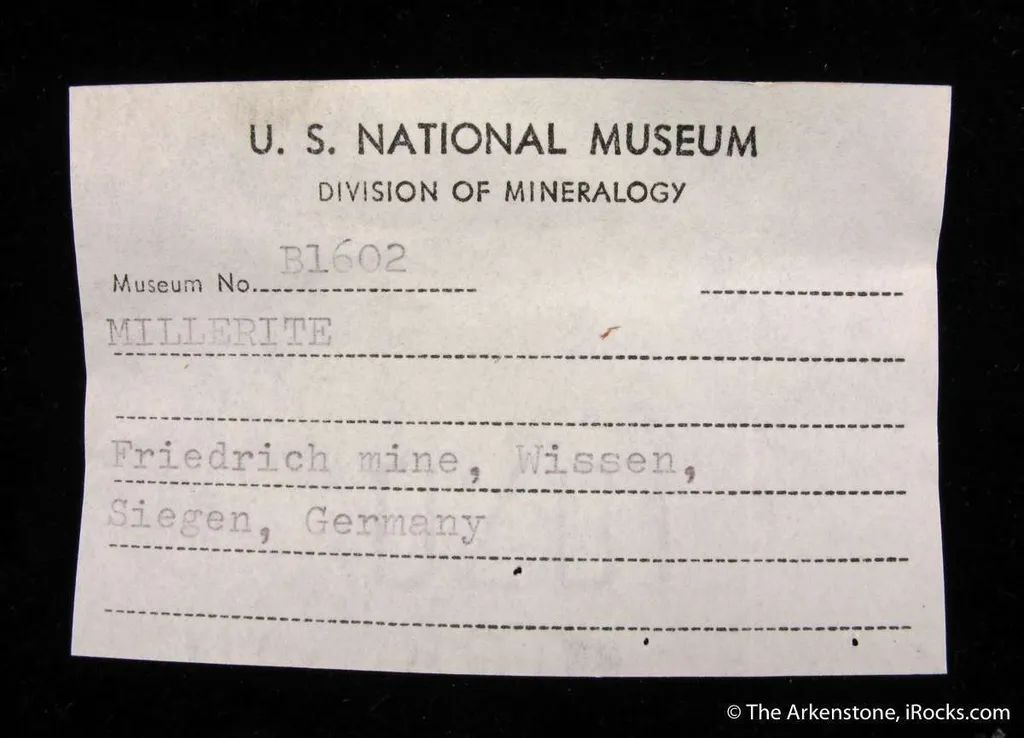 U. S. NATIONAL MUSEUM
DIVISION OF MINERALOGY
Museum No. B1602
MILLERITE
Friedrich mine, Wissen,
Siegen, Germany
© The Arkenstone, iRocks.com